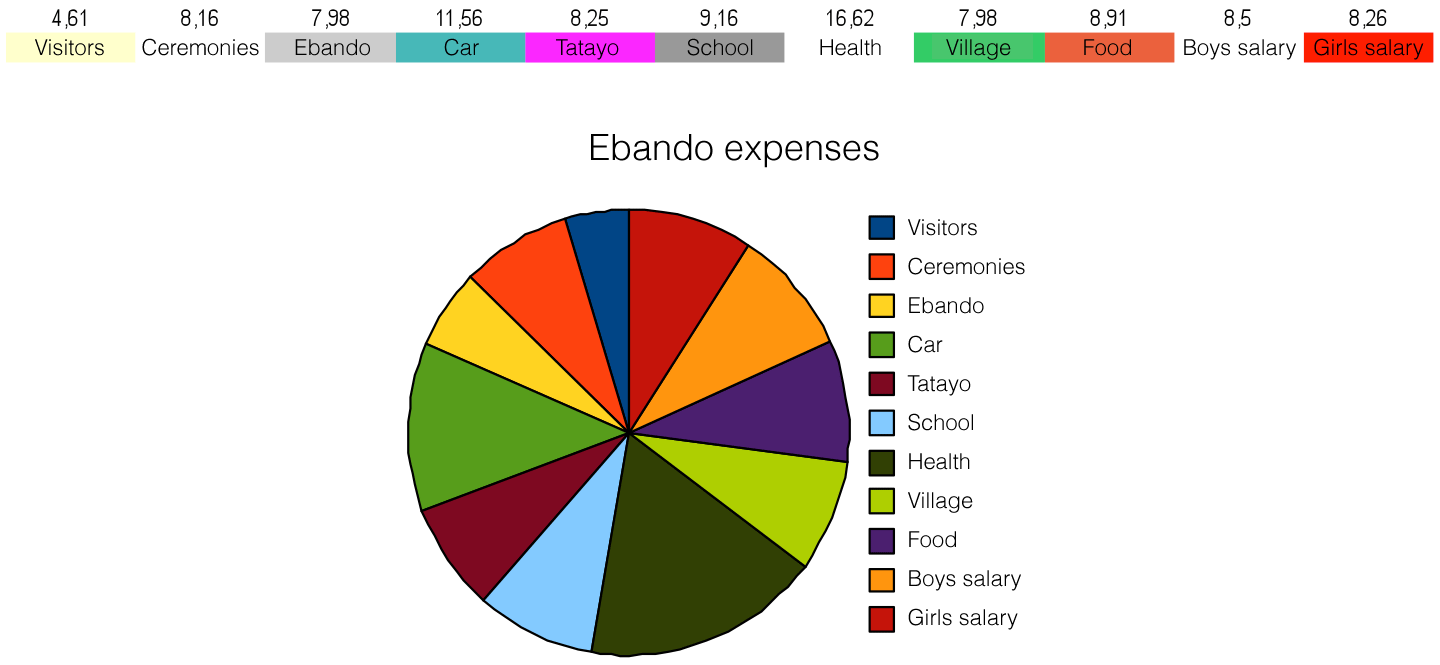 4,61 8,16 7,98 11,56 8,25 9,16 16,62 7,98 8,91 8,5 8,26
Visitors Ceremonies Ebando Car Tatayo School Health Village Food Boys salary Girls salary
Ebando expenses
Visitors
Ceremonies
Ebando
Car
Tatayo
School
Health
Village
Food
Boys salary
Girls salary